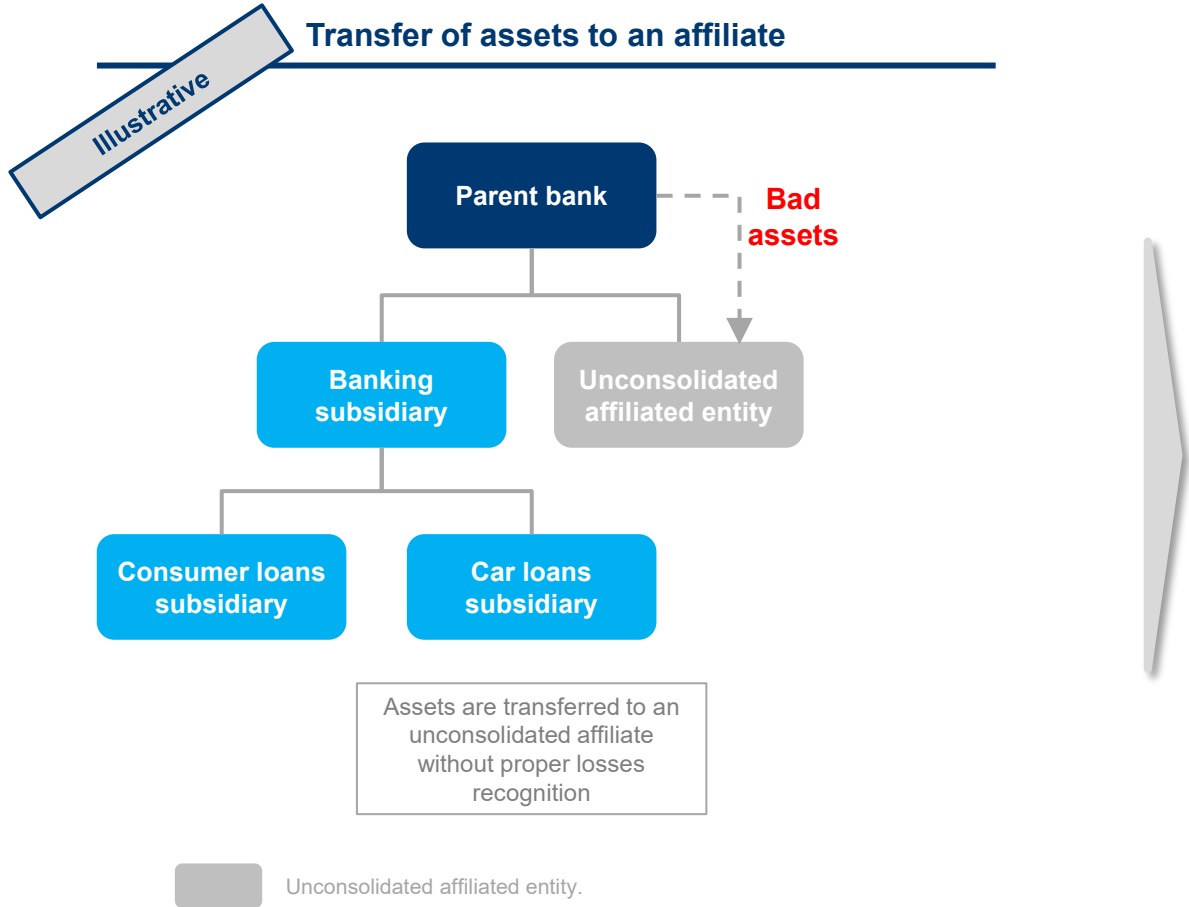 Transfer of assets to an affiliate
Illustrative
Parent bank
Bad
assets
Banking
subsidiary
Unconsolidated
affiliated entity
Consumer loans
subsidiary
Car loans
subsidiary
Assets are transferred to an
unconsolidated affiliate
without proper losses
recognition
Unconsolidated affiliated entity.